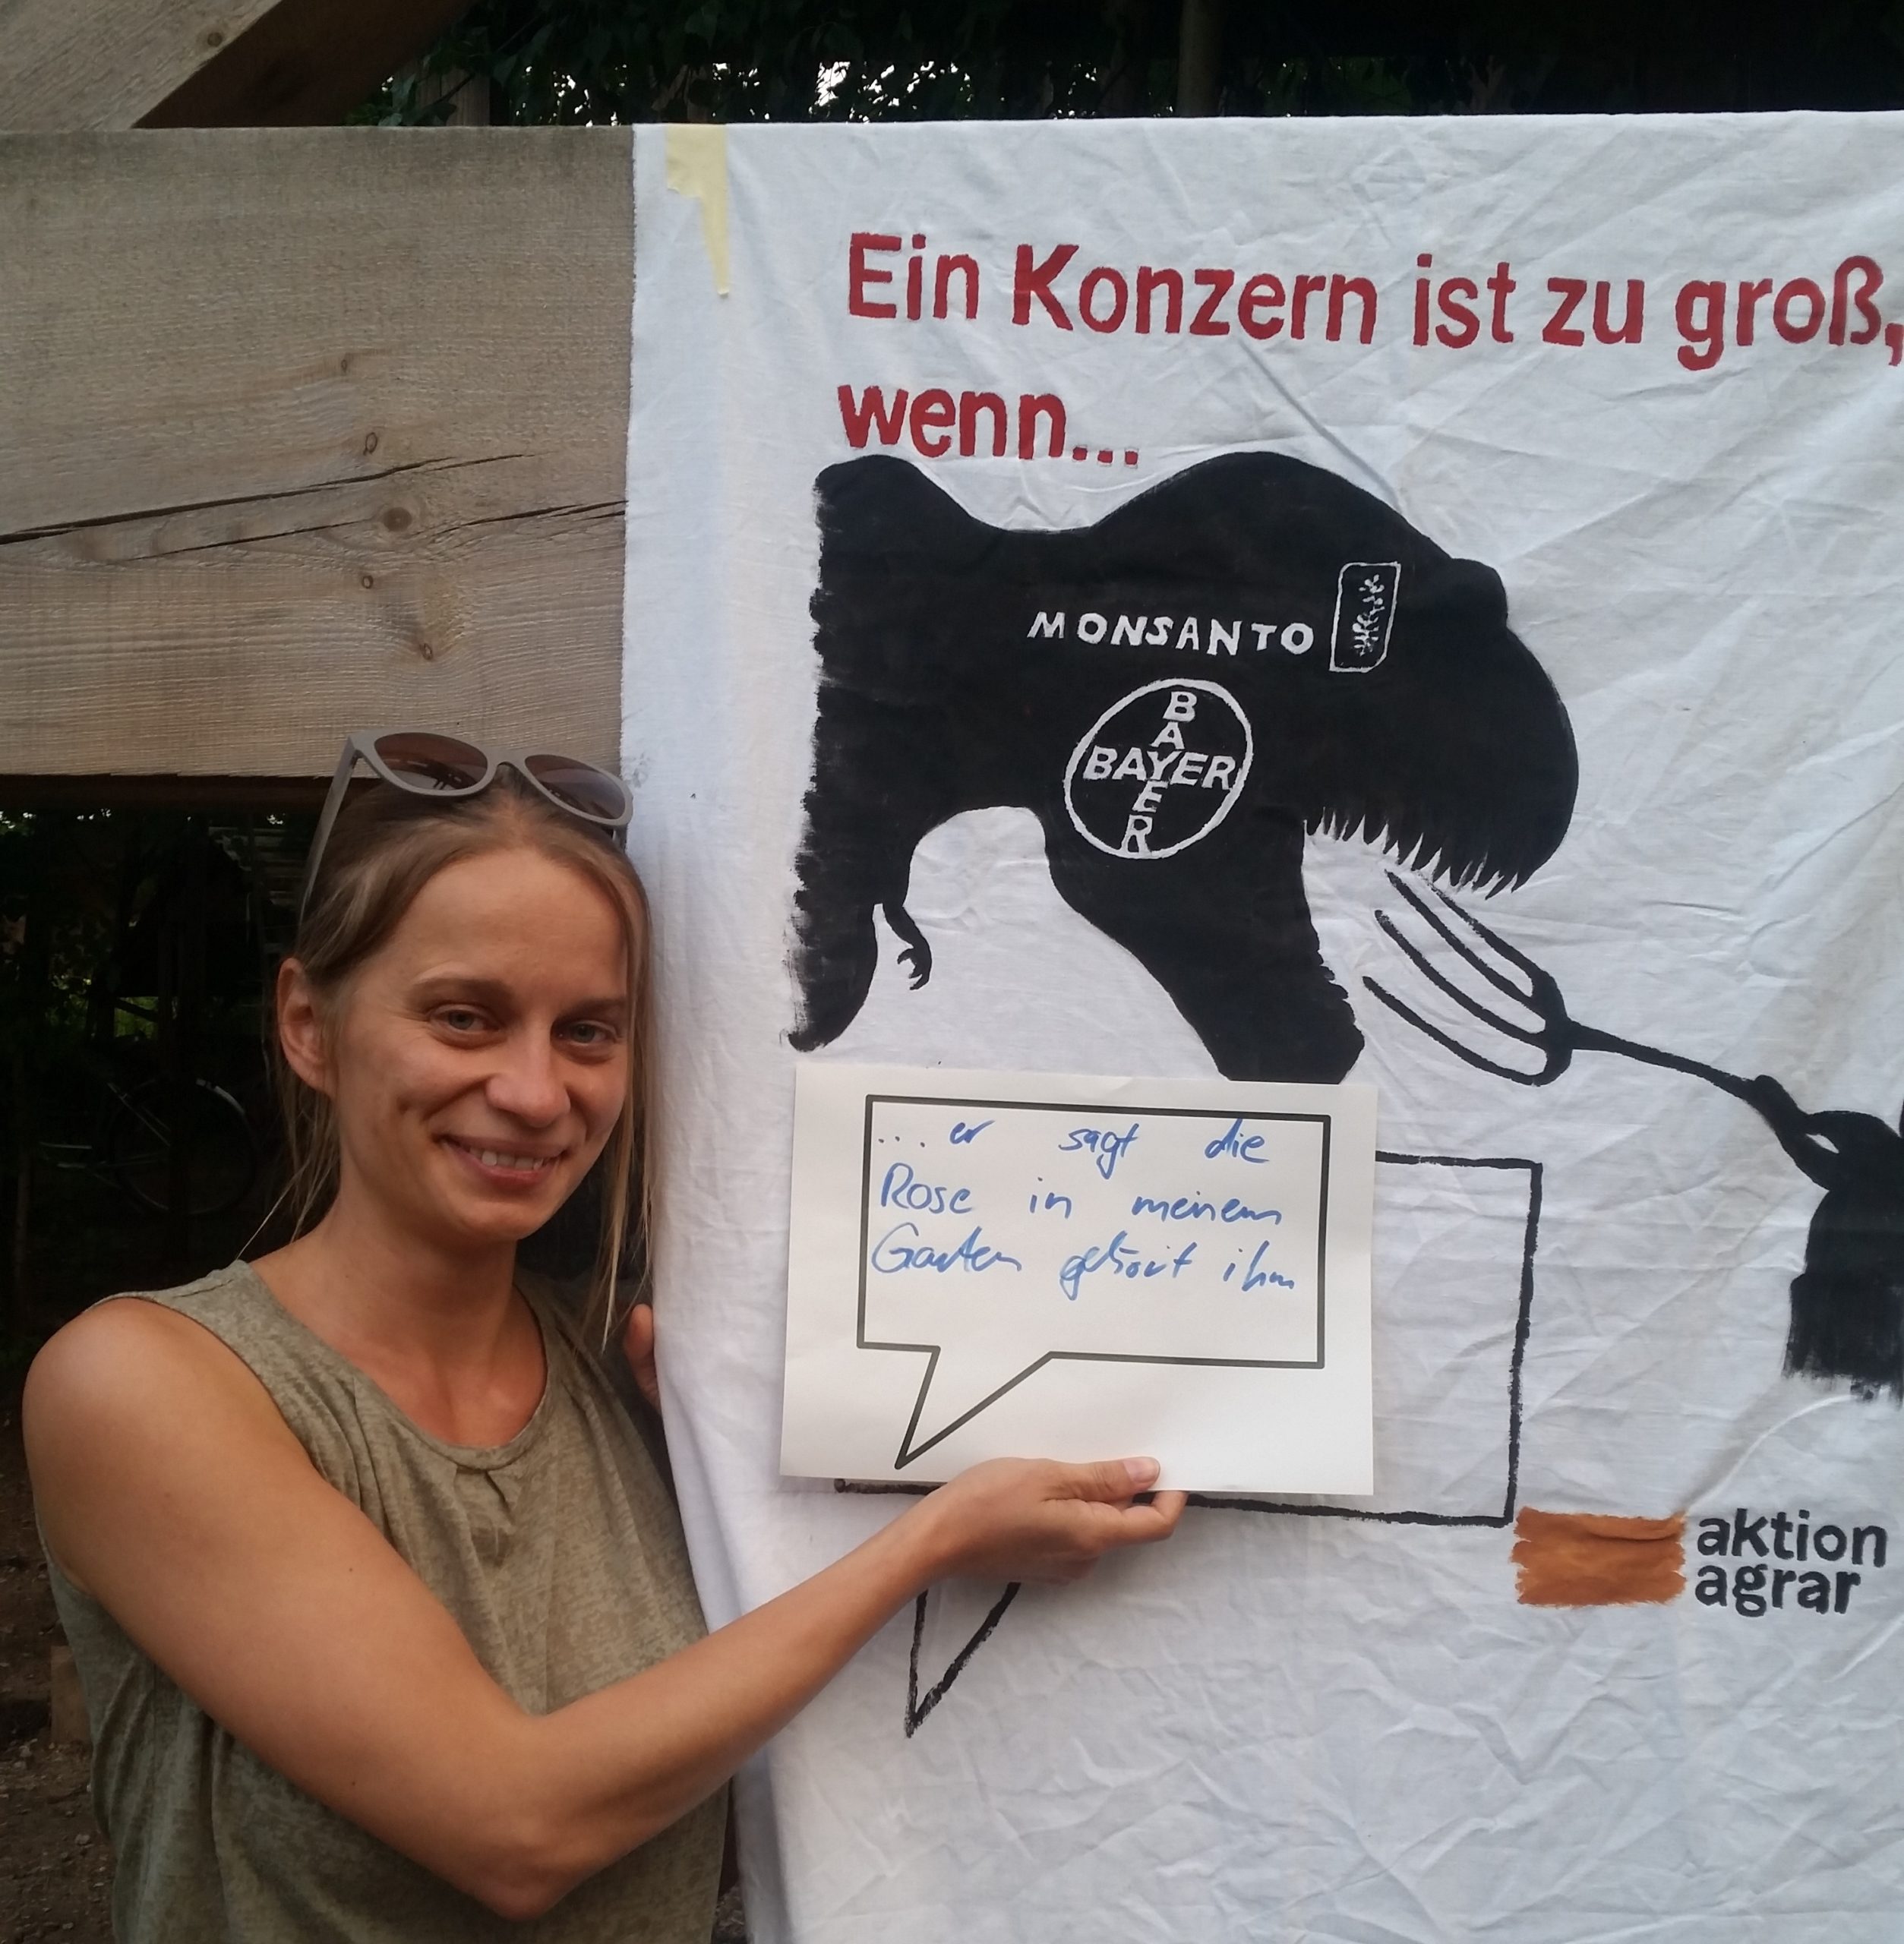 Ein Konzern ist zu groß,
wenn...
MONSANTO
BAYER
BAYER
... er sagt die
Rose in meinem
Garten gehört ihm
aktion
agrar